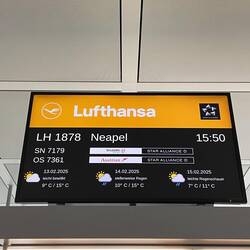 Lufthansa
LH 1878 Neapel 15:50
SN 7179 STAR ALLIANCE
OS 7361 Austrian STAR ALLIANCE
13.02.2025 14.02.2025 15.02.2025
leicht bewölkt stellenweise Regen leichte Regenschauer
9°C / 15°C 10°C / 15°C 7°C / 11°C